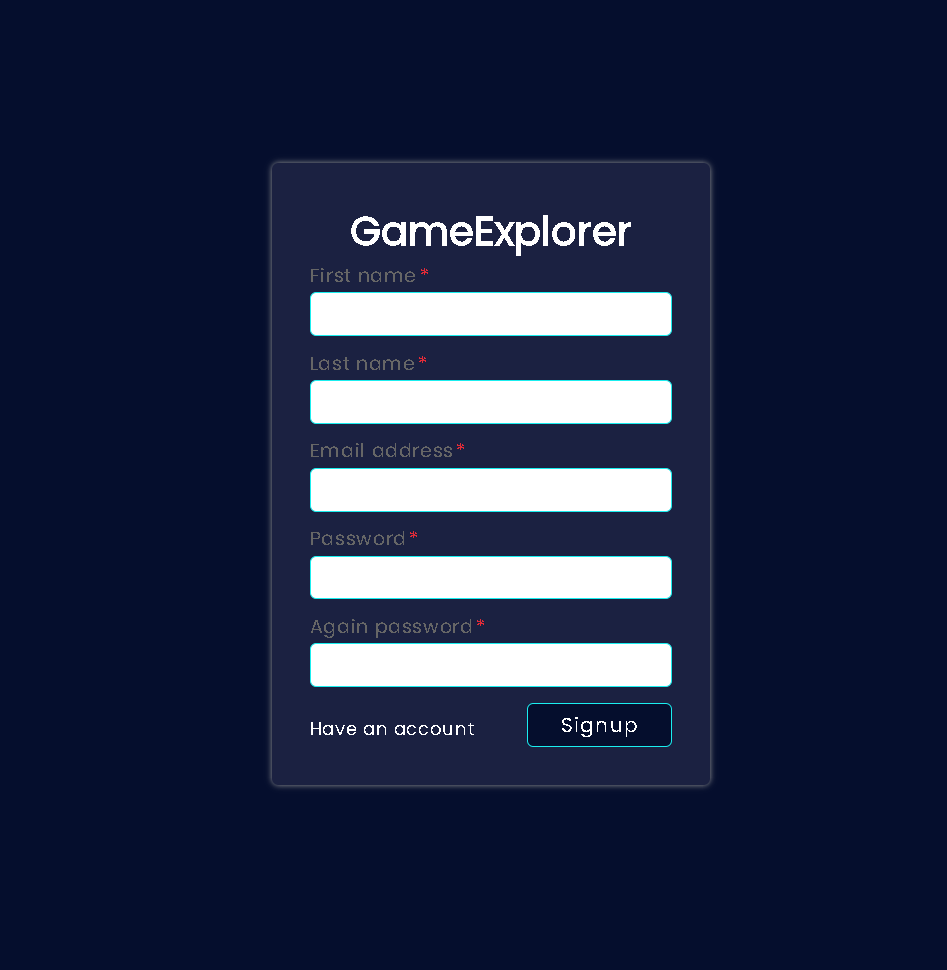 GameExplorer
First name *
Last name *
Email address *
Password *
Again password *
Have an account
Signup